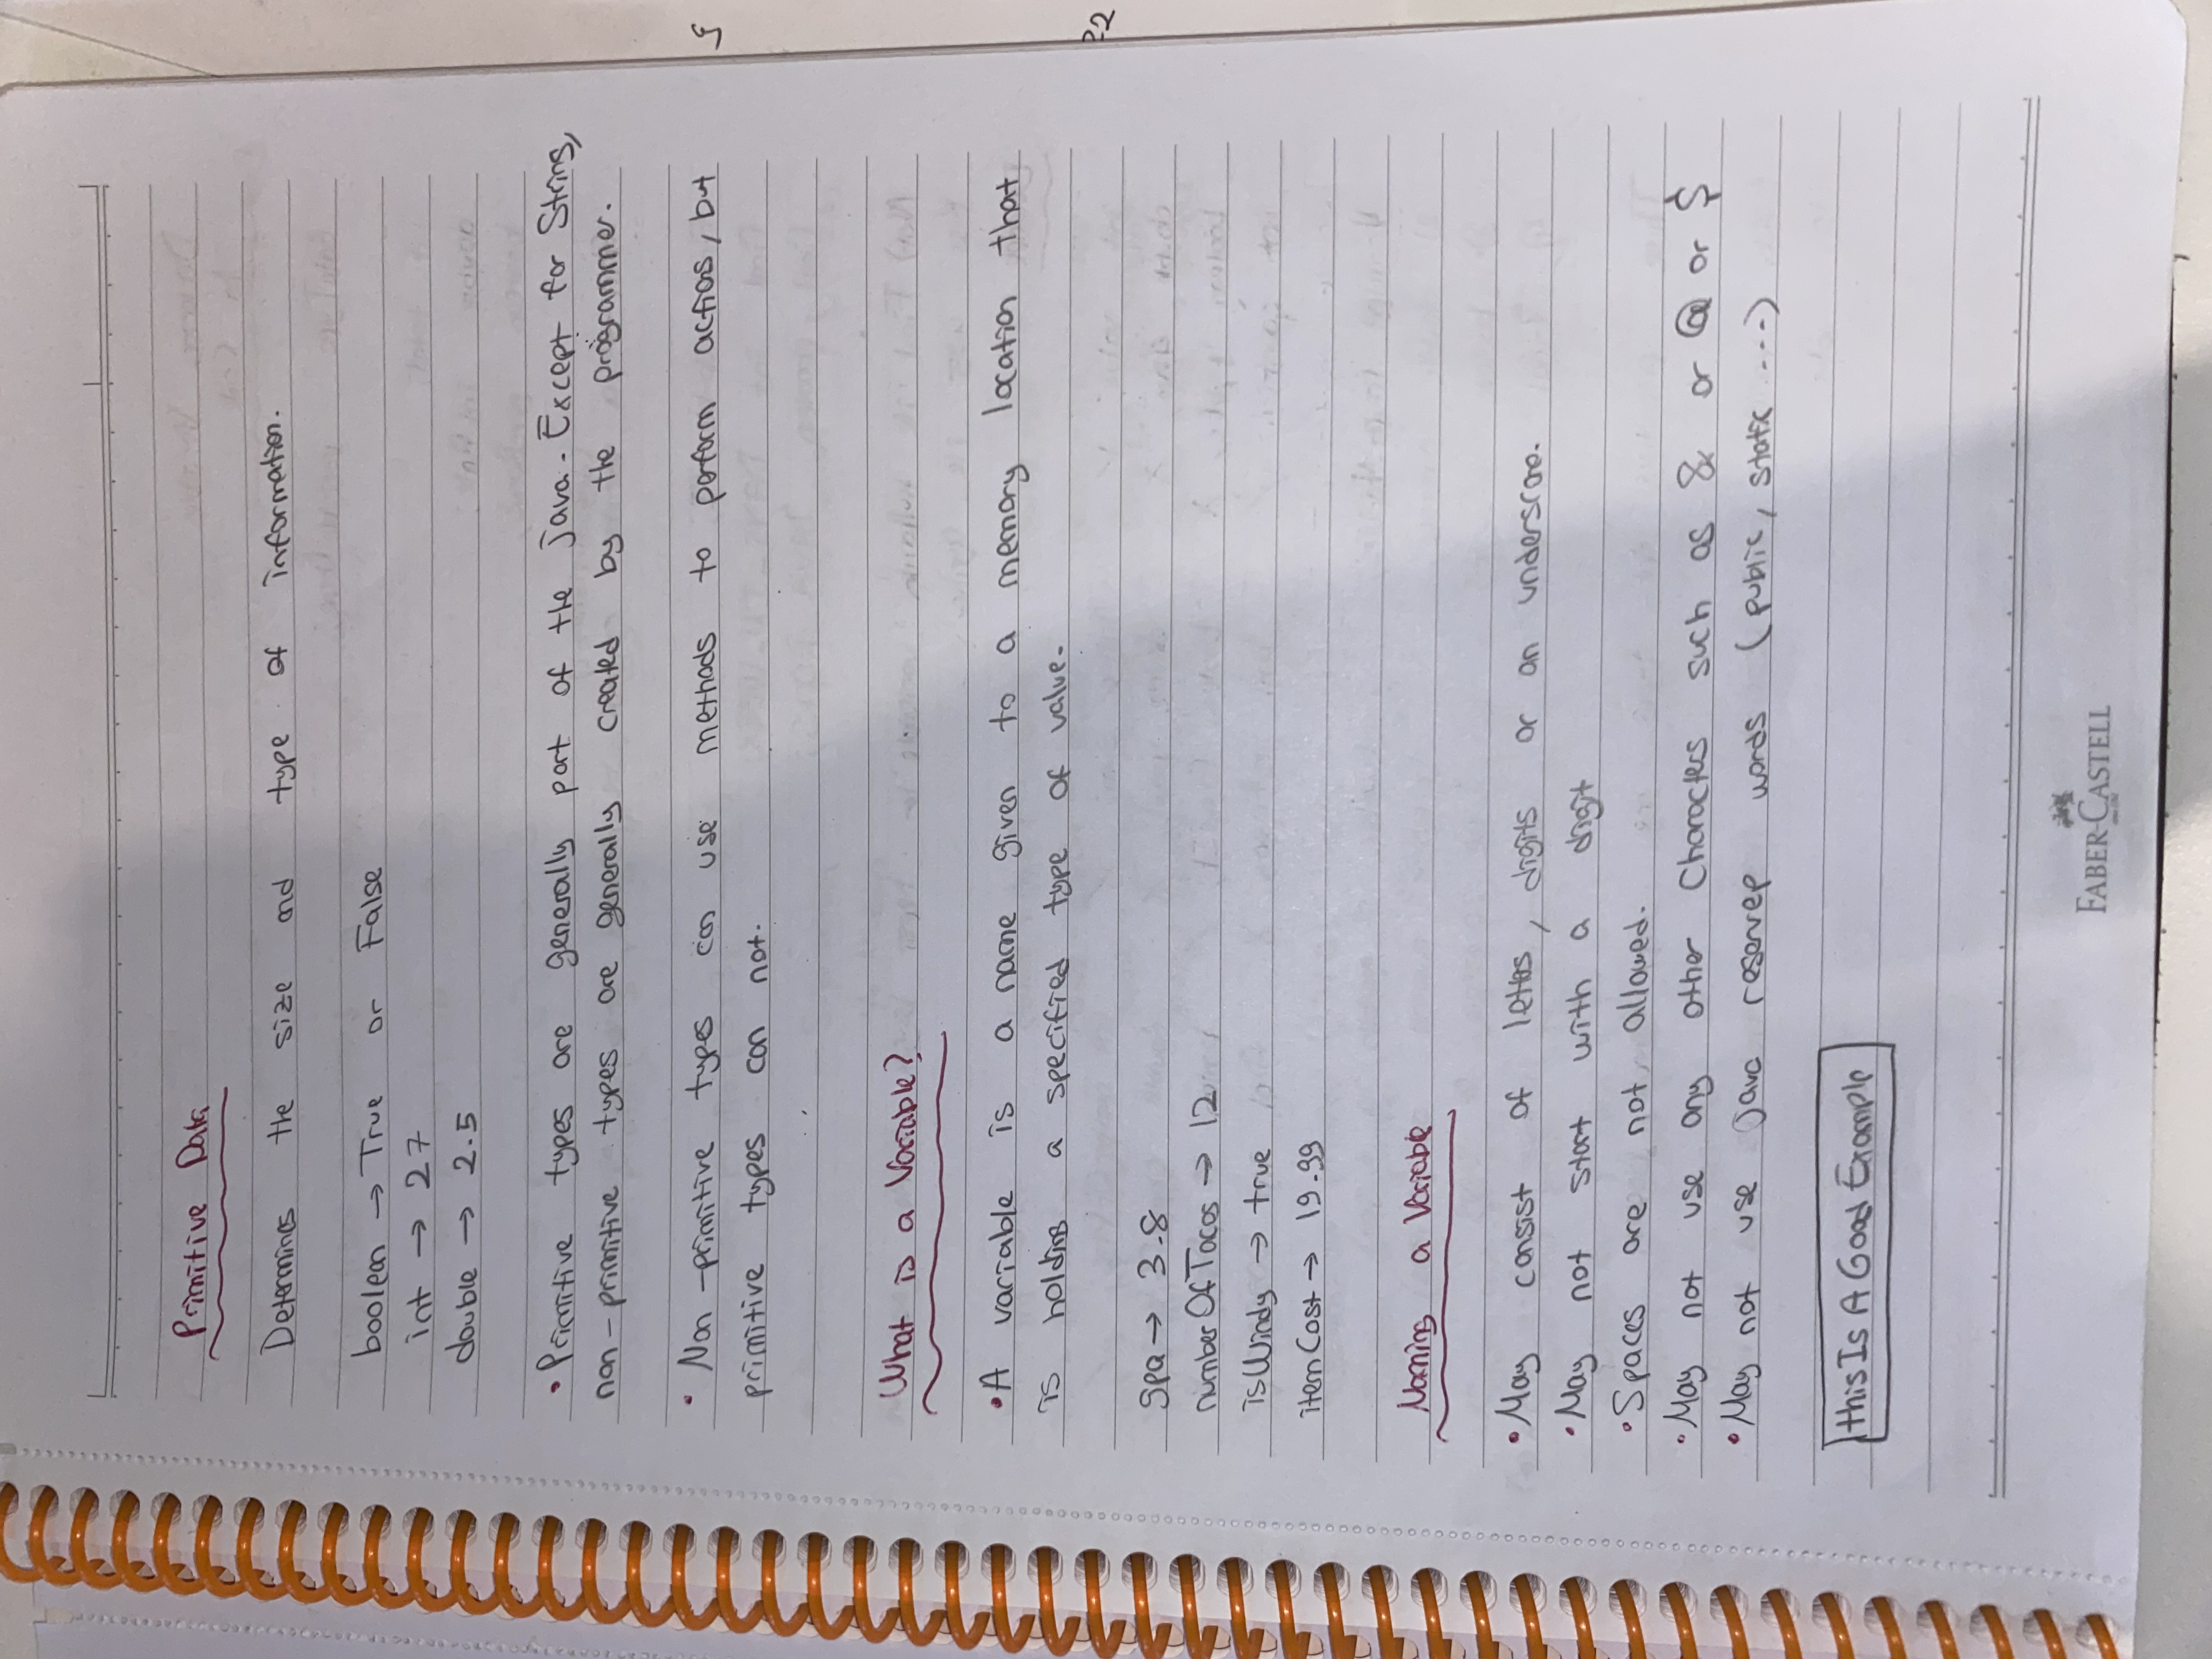 Primitive Data
Determines the size and type of information.
boolean → True or False
int → 27
double → 2.5
• Primitive types are generally part of the java. Except for String,
non-primitive types are generally created by the programmer.
• Non-primitive types can use methods to perform actions, but
primitive types can not.
What is a Variable?
• A variable is a name given to a memory location that
is holding a specified type of value.
gpa → 3.8
numberOfTacos → 12
isWindy → true
itemCost → 19.99
Naming a Variable
• May consist of letters, digits or an underscore.
• May not start with a digit
• Spaces are not allowed.
• May not use any other characters such as & or @ or $
• May not use java reservep words (public, static ...)
thisIsAGoodExample
FABER-CASTELL
22